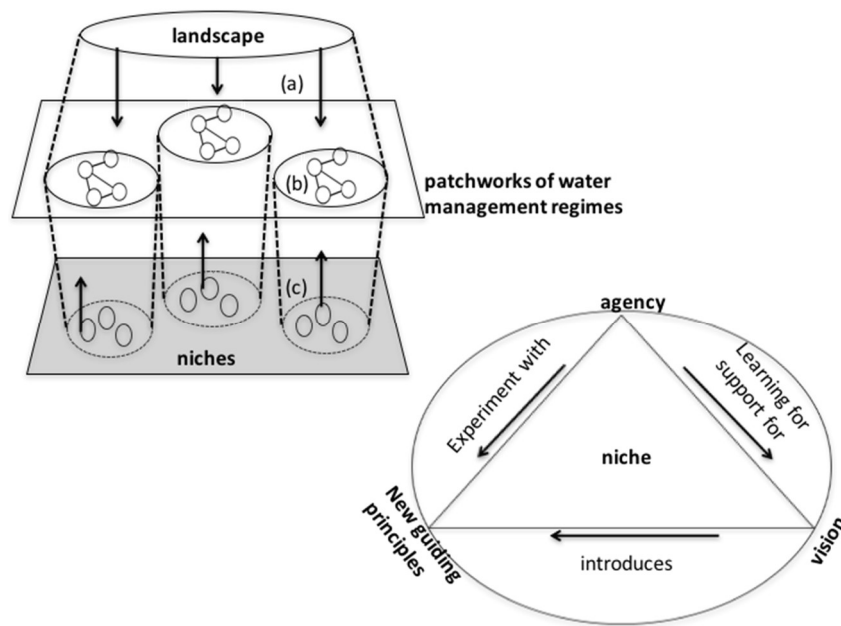 landscape
(a)
(b)
patchworks of water
management regimes
(c)
niches
agency
Experiment with
Learning for
support for
niche
New guiding
principles
vision
introduces